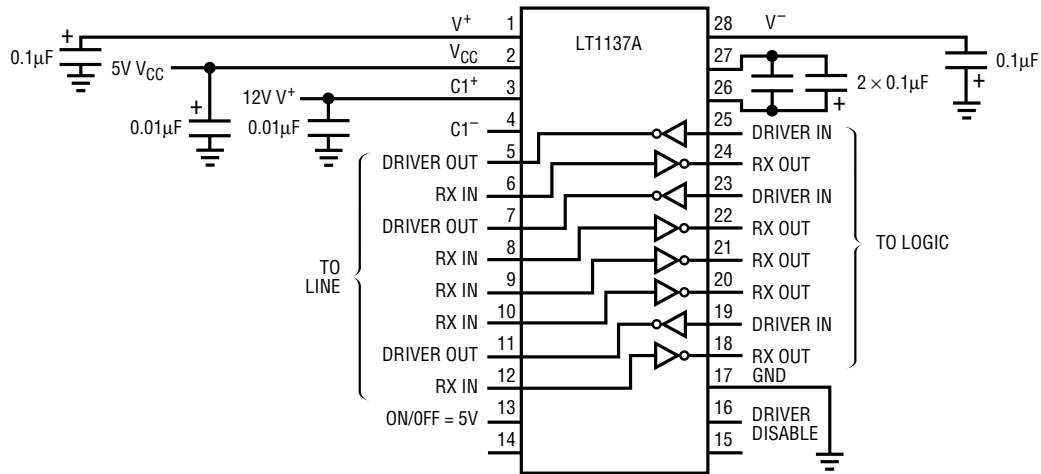 V+ 1
0.1µF +
VCC 2
5V VCC
C1+ 3
12V V+
+
0.01µF
0.01µF
C1− 4
DRIVER OUT 5
RX IN 6
DRIVER OUT 7
RX IN 8
TO
LINE
RX IN 9
RX IN 10
DRIVER OUT 11
RX IN 12
ON/OFF = 5V 13
14
LT1137A
28 V−
0.1µF
+
27
2 × 0.1µF
+
26
25 DRIVER IN
24 RX OUT
23 DRIVER IN
22 RX OUT
TO LOGIC
21 RX OUT
20 RX OUT
19 DRIVER IN
18 RX OUT
17 GND
16 DRIVER
DISABLE
15